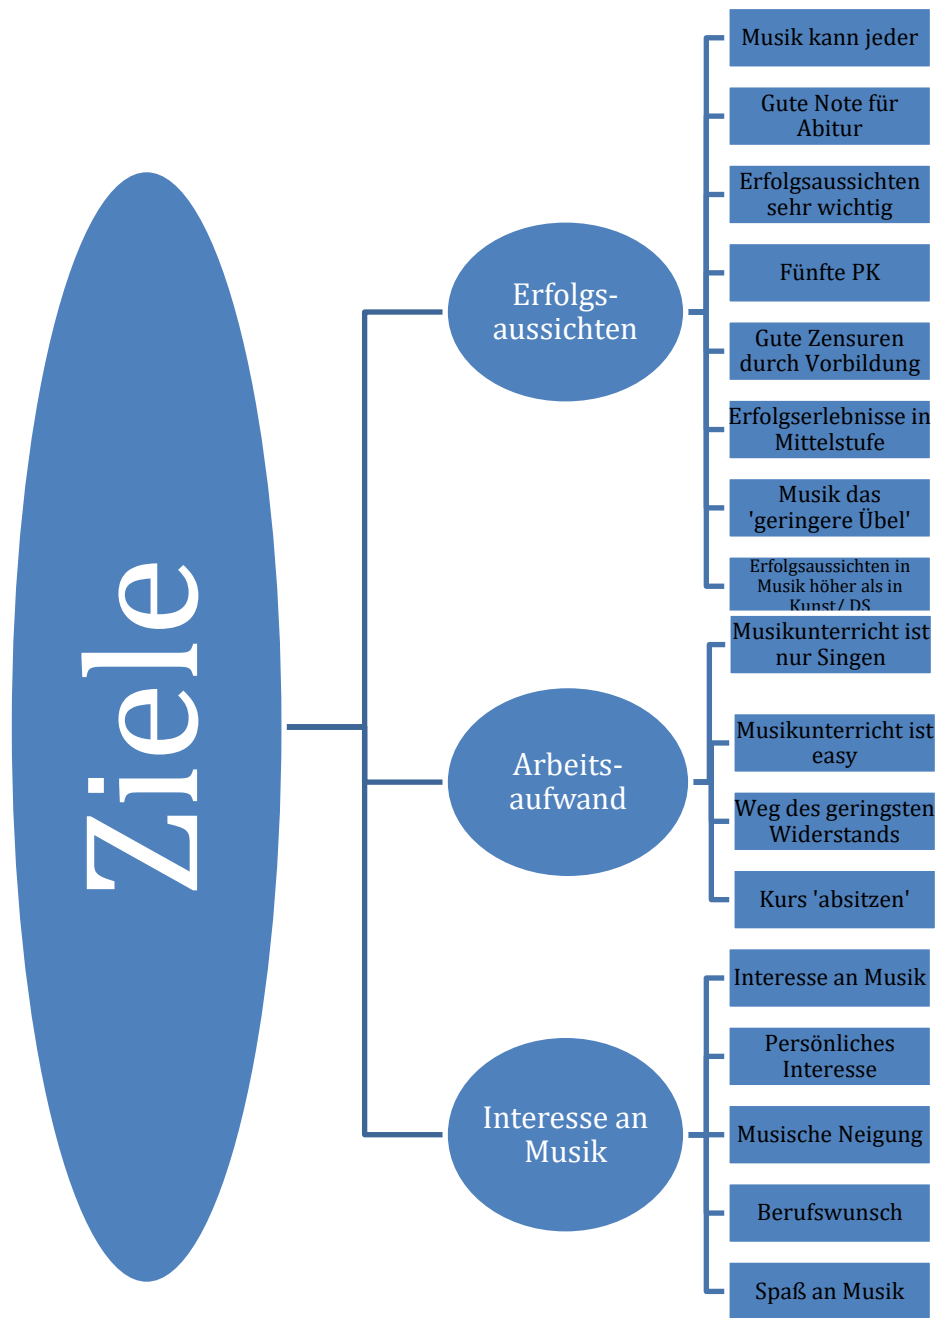 Ziele
Erfolgs-
aussichten
Musik kann jeder
Gute Note für
Abitur
Erfolgsaussichten
sehr wichtig
Fünfte PK
Gute Zensuren
durch Vorbildung
Erfolgserlebnisse in
Mittelstufe
Musik das
'geringere Übel'
Erfolgsaussichten in
Musik höher als in
Kunst/ DS
Arbeits-
aufwand
Musikunterricht ist
nur Singen
Musikunterricht ist
easy
Weg des geringsten
Widerstands
Kurs 'absitzen'
Interesse an
Musik
Interesse an Musik
Persönliches
Interesse
Musische Neigung
Berufswunsch
Spaß an Musik